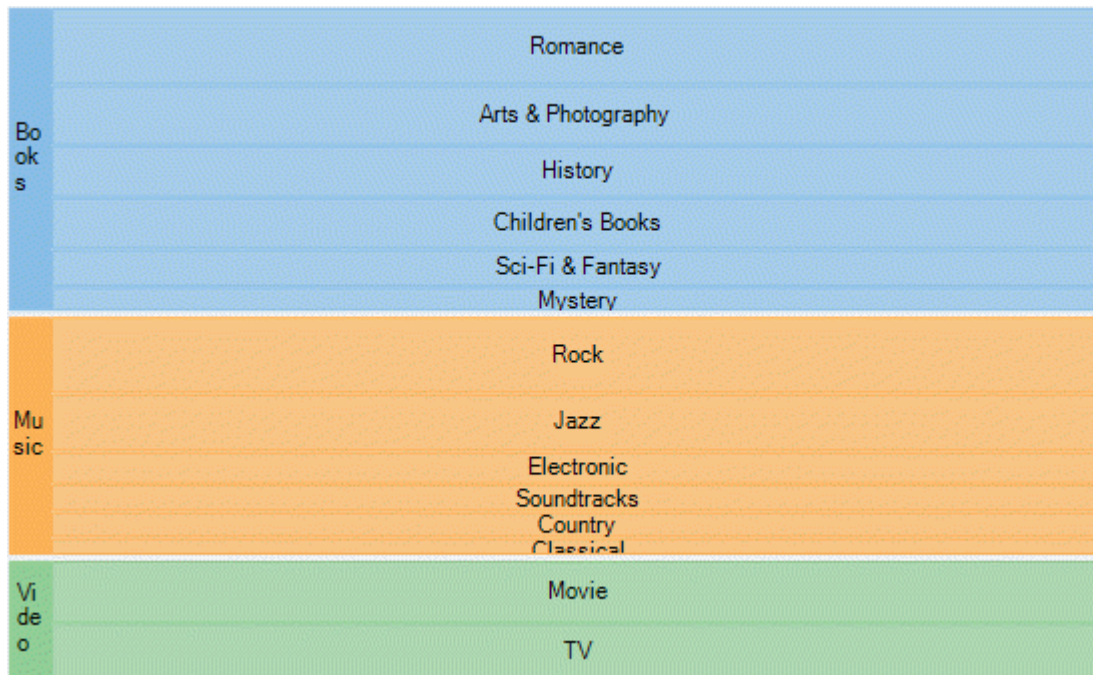 Bo
ok
s
Romance
Arts & Photography
History
Children's Books
Sci-Fi & Fantasy
Mystery
Mu
sic
Rock
Jazz
Electronic
Soundtracks
Country
Classical
Vi
de
o
Movie
TV